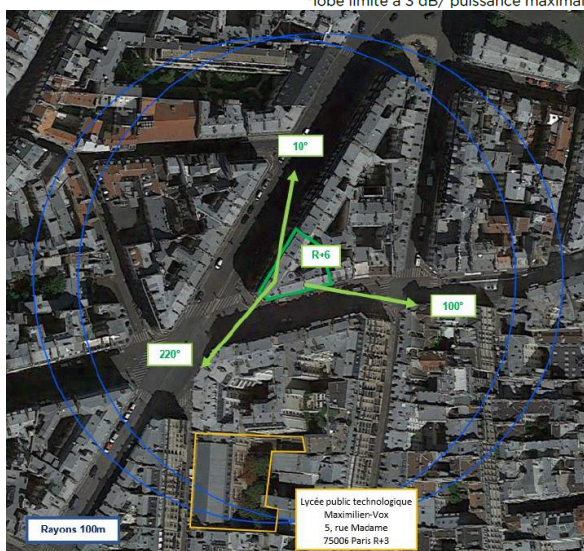 lobe limité à 3 dB/ puissance maximal
10°
R+6
100°
220°
Lycée public technologique
Maximilien-Vox
5, rue Madame
75006 Paris R+3
Rayons 100m